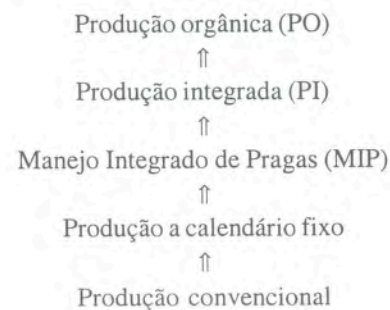 Produção orgânica (PO)
⇑
Produção integrada (PI)
⇑
Manejo Integrado de Pragas (MIP)
⇑
Produção a calendário fixo
⇑
Produção convencional